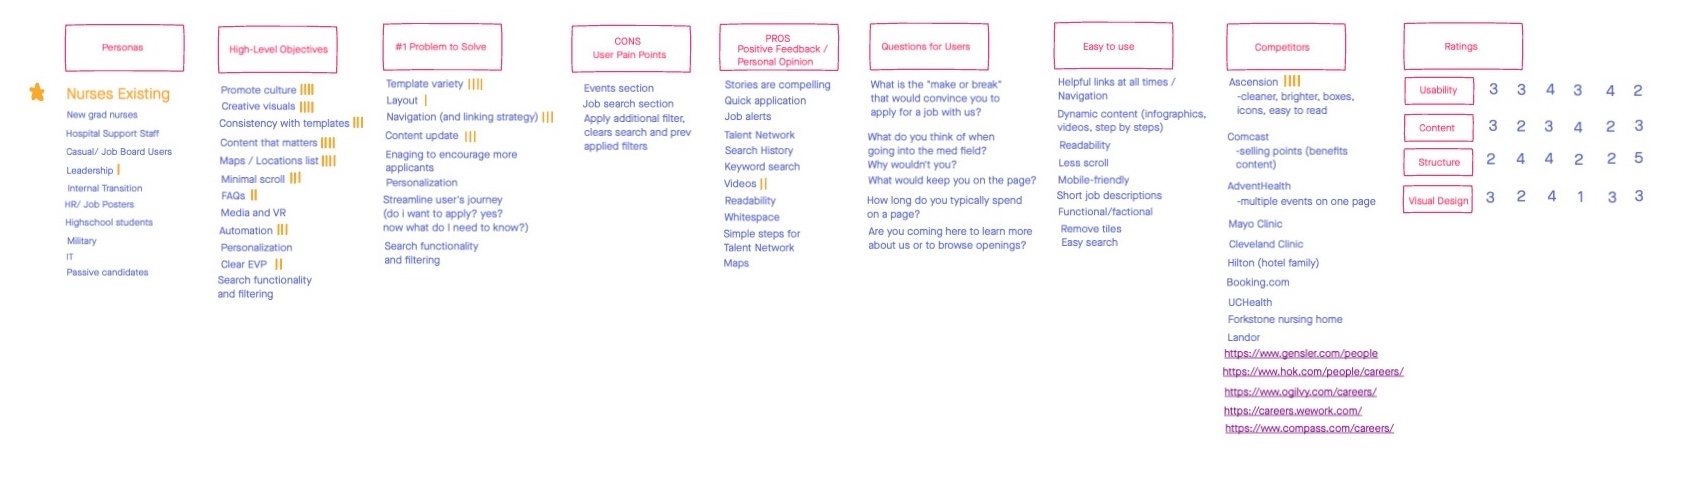 Personas
Nurses Existing
New grad nurses
Hospital Support Staff
Casual/ Job Board Users
Leadership
Internal Transition
HR/ Job Posters
Highschool students
Military
IT
Passive candidates
High-Level Objectives
Promote culture
Creative visuals
Consistency with templates
Content that matters
Maps / Locations list
Minimal scroll
FAQs
Media and VR
Automation
Personalization
Clear EVP
Search functionality
and filtering
#1 Problem to Solve
Template variety
Layout
Navigation (and linking strategy)
Content update
Enaging to encourage more
applicants
Personalization
Streamline user's journey
(do i want to apply? yes?
now what do I need to know?)
Search functionality
and filtering
CONS
User Pain Points
Events section
Job search section
Apply additional filter,
clears search and prev
applied filters
PROS
Positive Feedback /
Personal Opinion
Stories are compelling
Quick application
Job alerts
Talent Network
Search History
Keyword search
Videos
Readability
Whitespace
Simple steps for
Talent Network
Maps
Questions for Users
What is the "make or break"
that would convince you to
apply for a job with us?
What do you think of when
going into the med field?
Why wouldn't you?
What would keep you on the page?
How long do you typically spend
on a page?
Are you coming here to learn more
about us or to browse openings?
Easy to use
Helpful links at all times /
Navigation
Dynamic content (infographics,
videos, step by steps)
Readability
Less scroll
Mobile-friendly
Short job descriptions
Functional/factional
Remove tiles
Easy search
Competitors
Ascension
-cleaner, brighter, boxes,
icons, easy to read
Comcast
-selling points (benefits
content)
AdventHealth
-multiple events on one page
Mayo Clinic
Cleveland Clinic
Hilton (hotel family)
Booking.com
UCHealth
Forkstone nursing home
Landor
https://www.gensler.com/people
https://www.hok.com/people/careers/
https://www.ogilvy.com/careers/
https://careers.wework.com/
https://www.compass.com/careers/
Ratings
Usability 3 3 4 3 4 2
Content 3 2 3 4 2 3
Structure 2 4 4 2 2 5
Visual Design 3 2 4 1 3 3